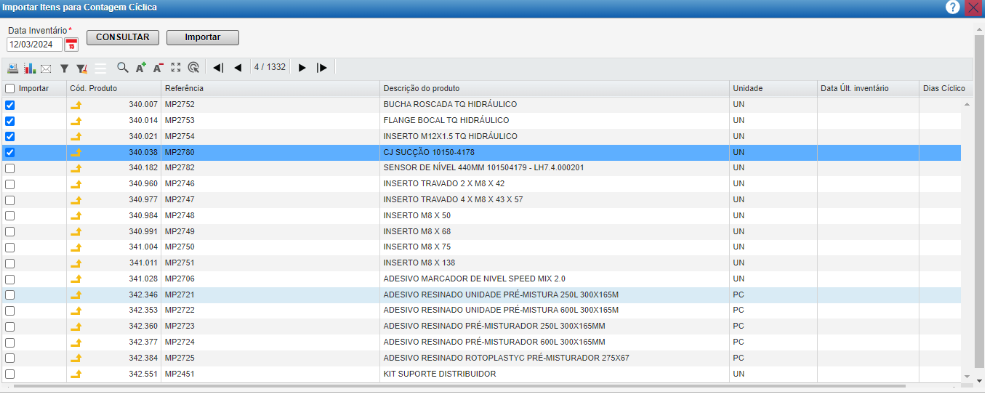 Importar Itens para Contagem Cíclica
Data Inventário*
12/03/2024 CONSULTAR Importar
4 / 1332
Importar Cód. Produto Referência Descrição do produto Unidade Data Últ. inventário Dias Cíclico
340.007 MP2752 BUCHA ROSCADA TQ HIDRÁULICO UN
340.014 MP2753 FLANGE BOCAL TQ HIDRÁULICO UN
340.021 MP2754 INSERTO M12X1.5 TQ HIDRÁULICO UN
340.038 MP2780 CJ SUCÇÃO 10150-4178 UN
340.182 MP2782 SENSOR DE NÍVEL 440MM 101504179 - LH7.4.000201 UN
340.960 MP2746 INSERTO TRAVADO 2 X M8 X 42 UN
340.977 MP2747 INSERTO TRAVADO 4 X M8 X 43 X 57 UN
340.984 MP2748 INSERTO M8 X 50 UN
340.991 MP2749 INSERTO M8 X 68 UN
341.004 MP2750 INSERTO M8 X 75 UN
341.011 MP2751 INSERTO M8 X 138 UN
341.028 MP2706 ADESIVO MARCADOR DE NIVEL SPEED MIX 2.0 UN
342.346 MP2721 ADESIVO RESINADO UNIDADE PRÉ-MISTURA 250L 300X165M PC
342.353 MP2722 ADESIVO RESINADO UNIDADE PRÉ-MISTURA 600L 300X165M PC
342.360 MP2723 ADESIVO RESINADO PRÉ-MISTURADOR 250L 300X165MM PC
342.377 MP2724 ADESIVO RESINADO PRÉ-MISTURADOR 600L 300X165MM PC
342.384 MP2725 ADESIVO RESINADO ROTOPLASTYC PRÉ-MISTURADOR 275X67 PC
342.551 MP2451 KIT SUPORTE DISTRIBUIDOR UN